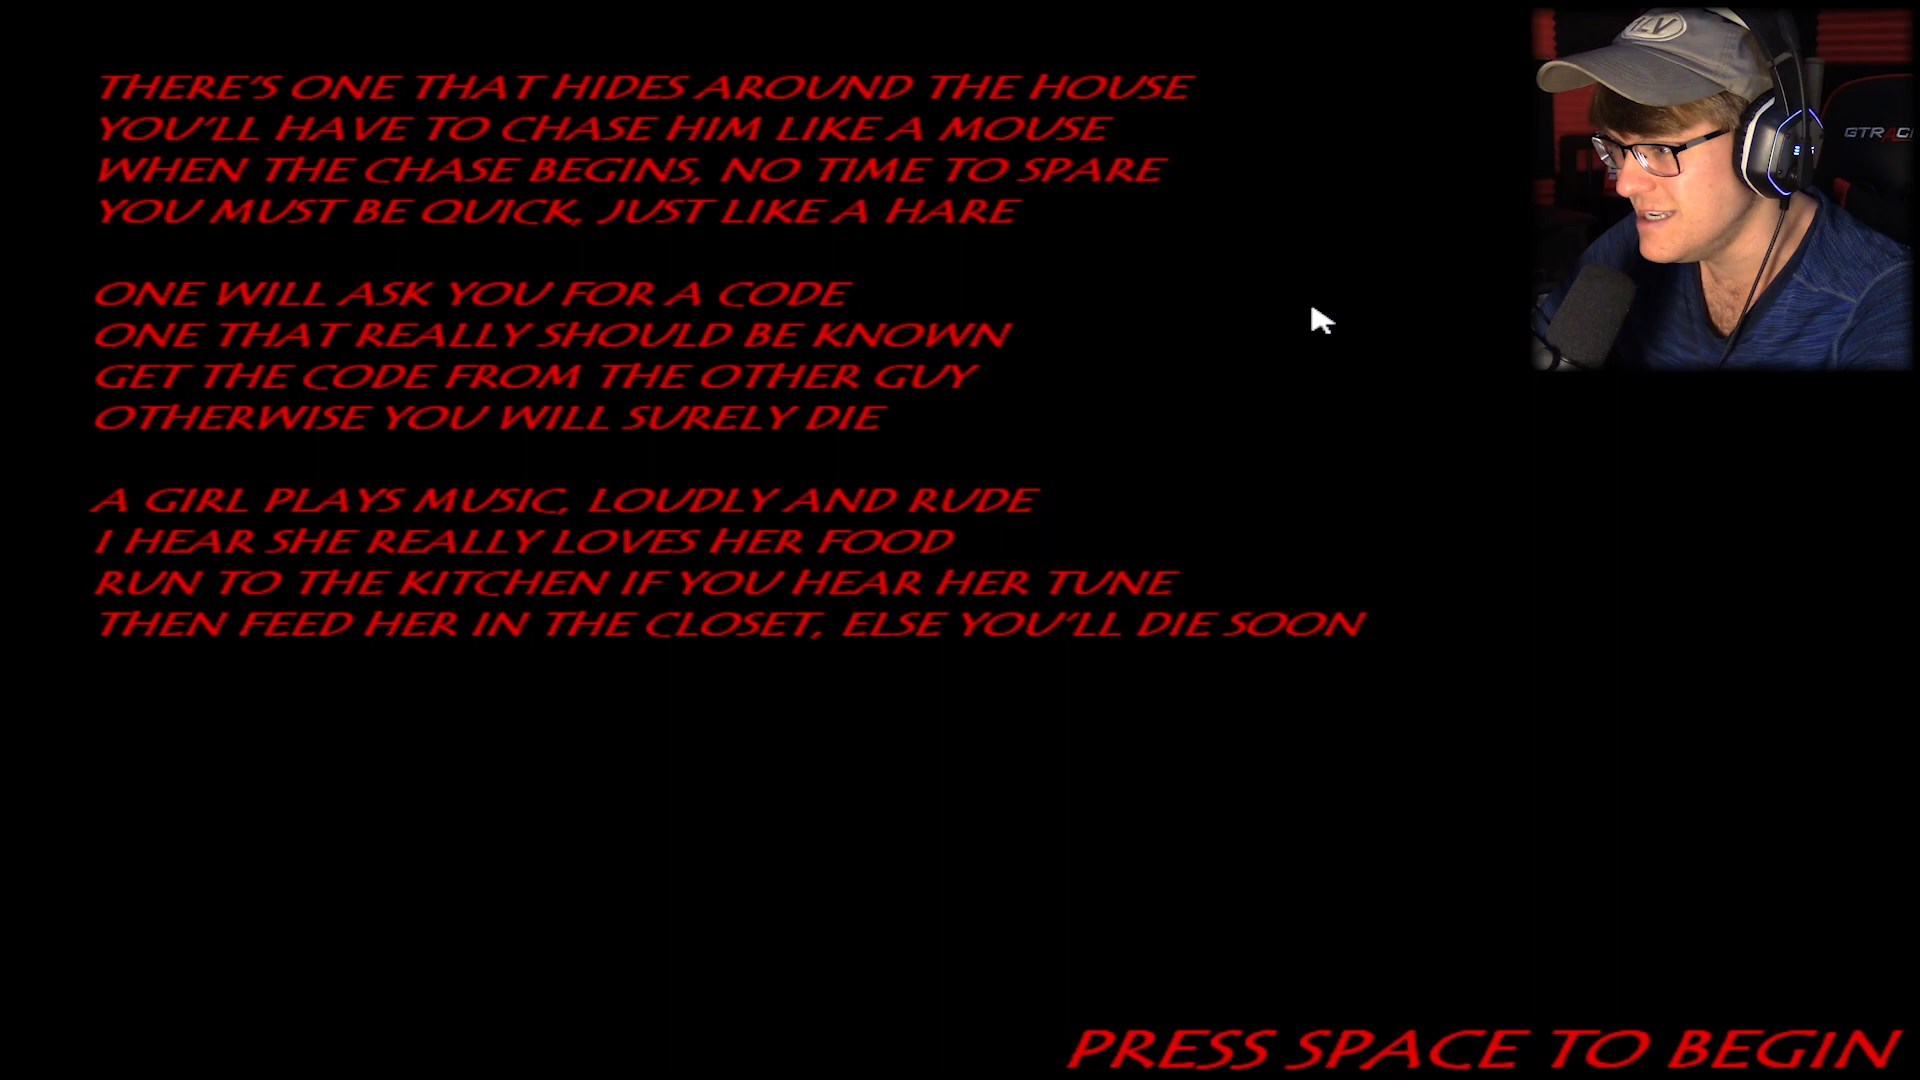 THERE'S ONE THAT HIDES AROUND THE HOUSE
YOU'LL HAVE TO CHASE HIM LIKE A MOUSE
WHEN THE CHASE BEGINS, NO TIME TO SPARE
YOU MUST BE QUICK, JUST LIKE A HARE
ONE WILL ASK YOU FOR A CODE
ONE THAT REALLY SHOULD BE KNOWN
GET THE CODE FROM THE OTHER GUY
OTHERWISE YOU WILL SURELY DIE
A GIRL PLAYS MUSIC, LOUDLY AND RUDE
I HEAR SHE REALLY LOVES HER FOOD
RUN TO THE KITCHEN IF YOU HEAR HER TUNE
THEN FEED HER IN THE CLOSET, ELSE YOU'LL DIE SOON
PRESS SPACE TO BEGIN
GTRAC